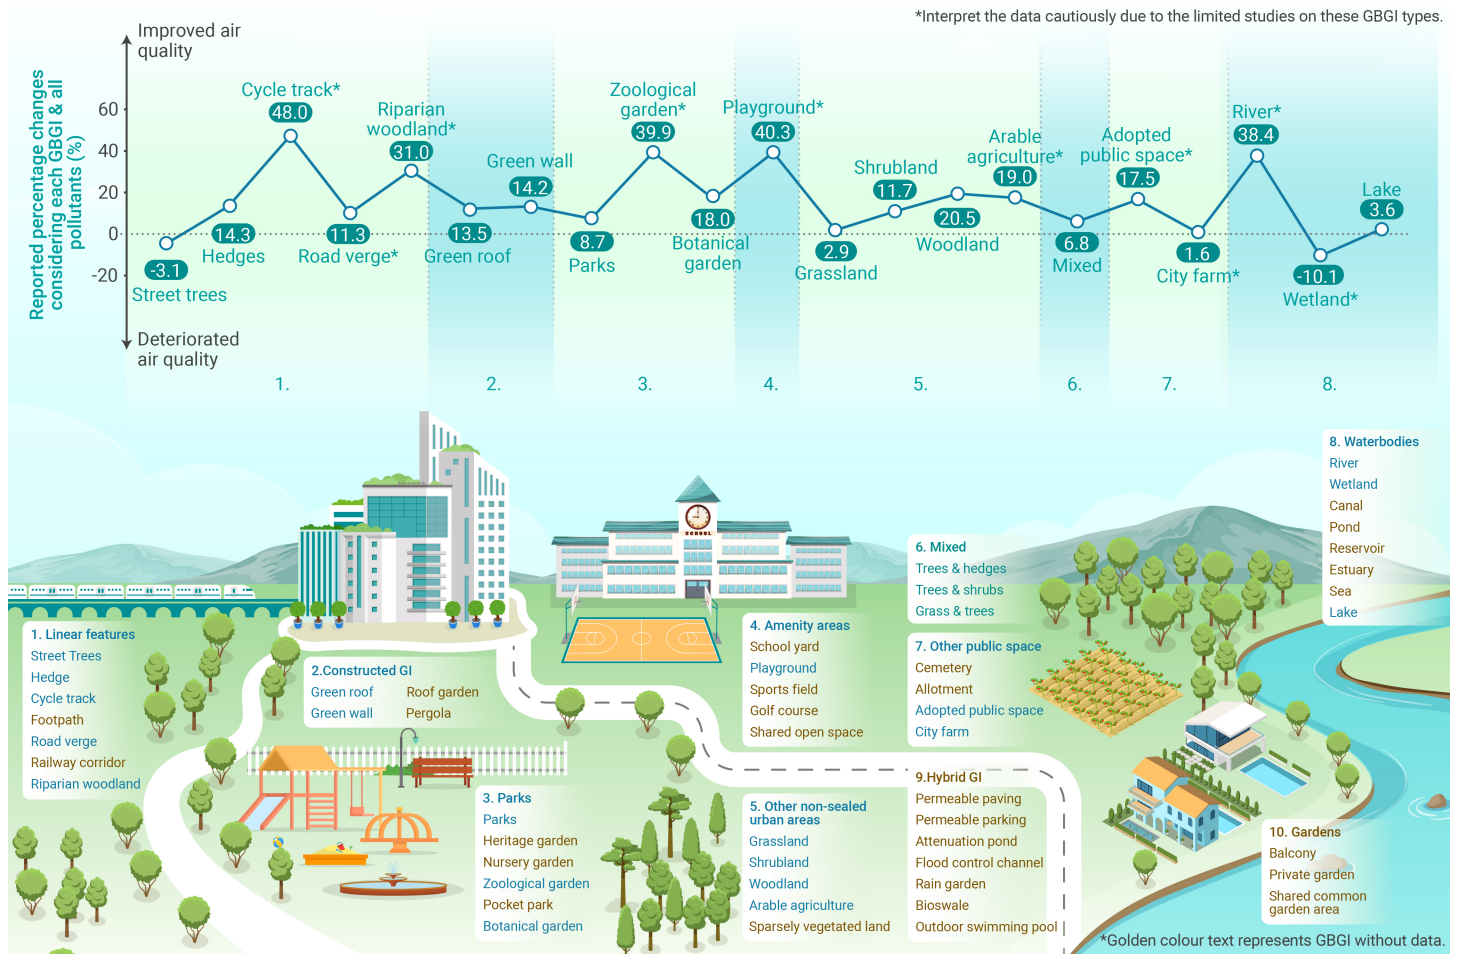 *Interpret the data cautiously due to the limited studies on these GBGI types.
Improved air
quality
Reported percentage changes
considering each GBGI & all
pollutants (%)
60
40
20
0
-20
Deteriorated
air quality
-3.1
Street trees
14.3
Hedges
Cycle track*
48.0
11.3
Road verge*
Riparian
woodland*
31.0
13.5
Green roof
Green wall
14.2
8.7
Parks
Zoological
garden*
39.9
18.0
Botanical
garden
Playground*
40.3
2.9
Grassland
Shrubland
11.7
20.5
Woodland
Arable
agriculture*
19.0
6.8
Mixed
Adopted
public space*
17.5
1.6
City farm*
River*
38.4
-10.1
Wetland*
Lake
3.6
1.
2.
3.
4.
5.
6.
7.
8.
SCHOOL
1. Linear features
Street Trees
Hedge
Cycle track
Footpath
Road verge
Railway corridor
Riparian woodland
2.Constructed GI
Green roof
Roof garden
Green wall
Pergola
3. Parks
Parks
Heritage garden
Nursery garden
Zoological garden
Pocket park
Botanical garden
4. Amenity areas
School yard
Playground
Sports field
Golf course
Shared open space
5. Other non-sealed
urban areas
Grassland
Shrubland
Woodland
Arable agriculture
Sparsely vegetated land
6. Mixed
Trees & hedges
Trees & shrubs
Grass & trees
7. Other public space
Cemetery
Allotment
Adopted public space
City farm
8. Waterbodies
River
Wetland
Canal
Pond
Reservoir
Estuary
Sea
Lake
9.Hybrid GI
Permeable paving
Permeable parking
Attenuation pond
Flood control channel
Rain garden
Bioswale
Outdoor swimming pool
10. Gardens
Balcony
Private garden
Shared common
garden area
*Golden colour text represents GBGI without data.